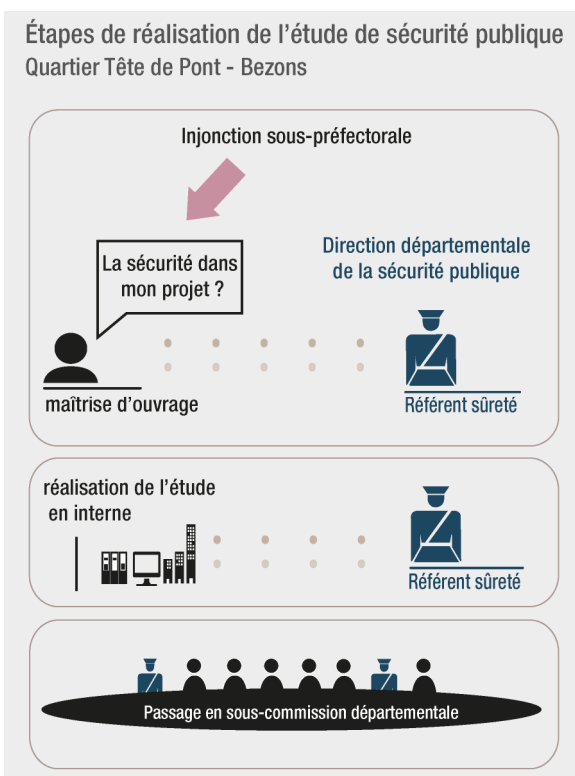 Étapes de réalisation de l'étude de sécurité publique
Quartier Tête de Pont - Bezons
Injonction sous-préfectorale
La sécurité dans
mon projet ?
Direction départementale
de la sécurité publique
maîtrise d'ouvrage
Référent sûreté
réalisation de l'étude
en interne
Référent sûreté
Passage en sous-commission départementale